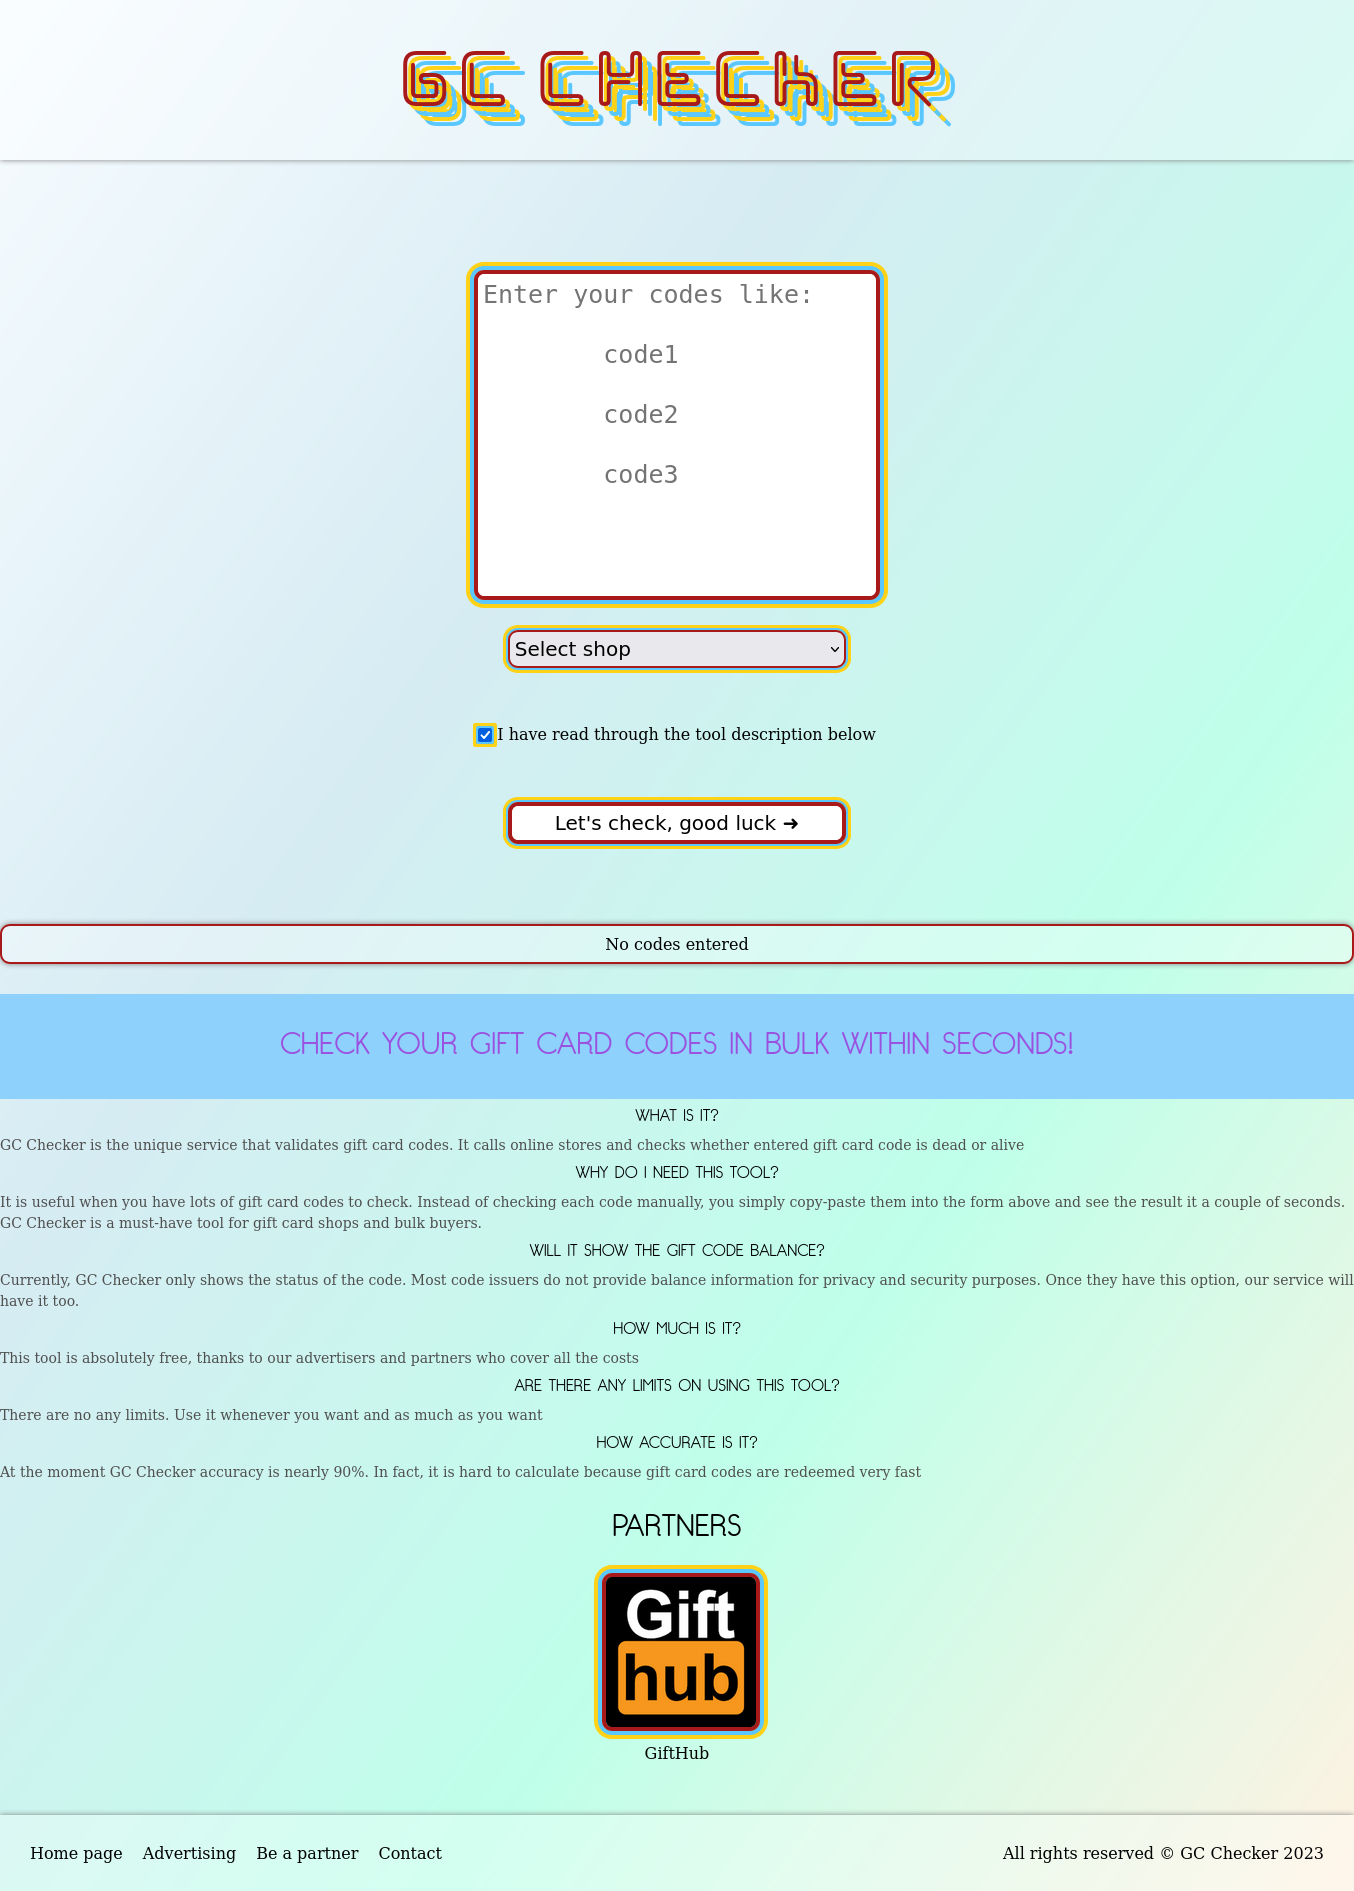 GC CHECKER
Enter your codes like:
code1
code2
code3
Select shop
I have read through the tool description below
Let's check, good luck ➜
No codes entered
CHECK YOUR GIFT CARD CODES IN BULK WITHIN SECONDS!
WHAT IS IT?
GC Checker is the unique service that validates gift card codes. It calls online stores and checks whether entered gift card code is dead or alive
WHY DO I NEED THIS TOOL?
It is useful when you have lots of gift card codes to check. Instead of checking each code manually, you simply copy-paste them into the form above and see the result it a couple of seconds.
GC Checker is a must-have tool for gift card shops and bulk buyers.
WILL IT SHOW THE GIFT CODE BALANCE?
Currently, GC Checker only shows the status of the code. Most code issuers do not provide balance information for privacy and security purposes. Once they have this option, our service will
have it too.
HOW MUCH IS IT?
This tool is absolutely free, thanks to our advertisers and partners who cover all the costs
ARE THERE ANY LIMITS ON USING THIS TOOL?
There are no any limits. Use it whenever you want and as much as you want
HOW ACCURATE IS IT?
At the moment GC Checker accuracy is nearly 90%. In fact, it is hard to calculate because gift card codes are redeemed very fast
PARTNERS
Gift
hub
GiftHub
Home page Advertising Be a partner Contact All rights reserved © GC Checker 2023